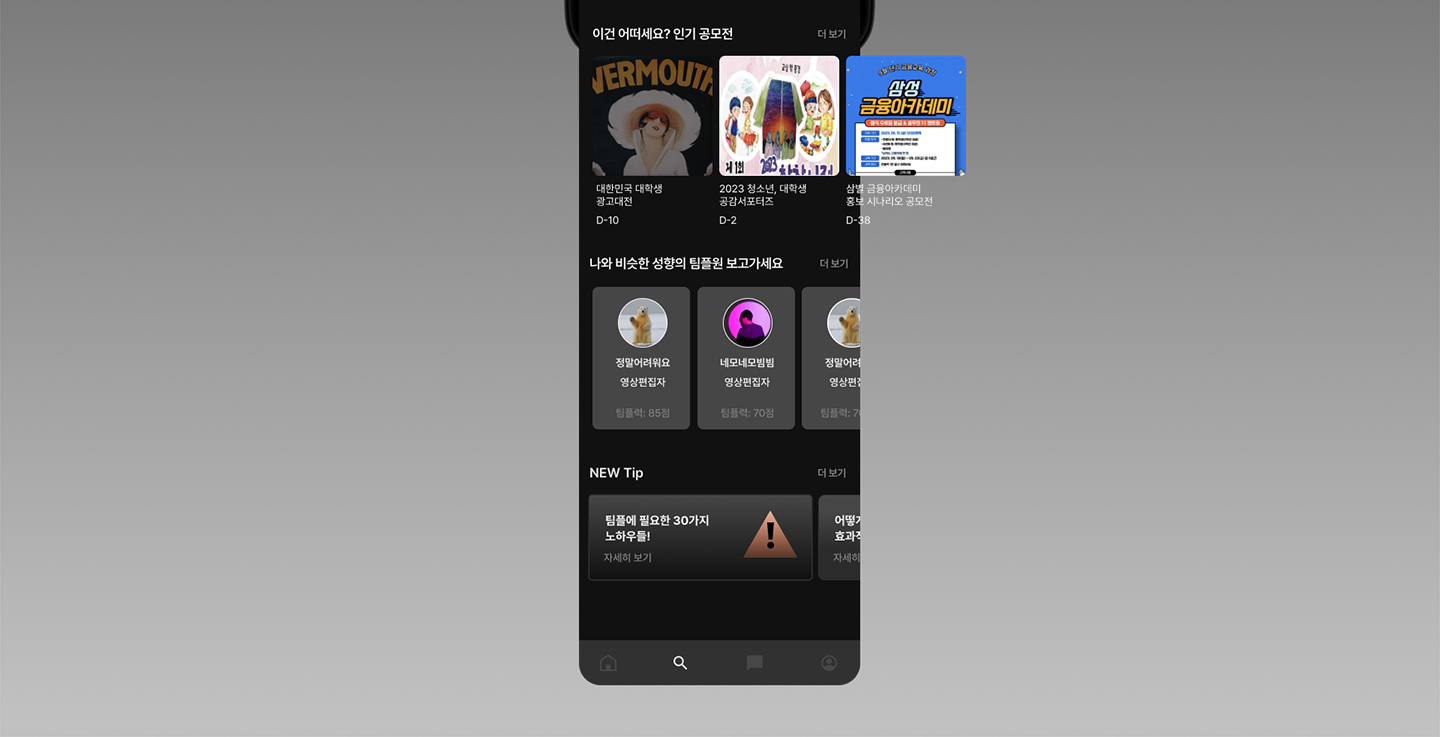 이건 어떠세요? 인기 공모전
더 보기
VERMOUTH
제1회
2023
삼성
금융아카데미
대한민국 대학생
광고대전
D-10
2023 청소년, 대학생
공감서포터즈
D-2
삼별 금융아카데미
홍보 시나리오 공모전
D-38
나와 비슷한 성향의 팀플원 보고가세요
더 보기
정말어려워요
영상편집자
팀플력: 85점
네모네모빔빔
영상편집자
팀플력: 70점
정말어려
영상편
팀플력: 7
NEW Tip
더 보기
팀플에 필요한 30가지
노하우들!
자세히 보기
어떻게
효과적
자세히